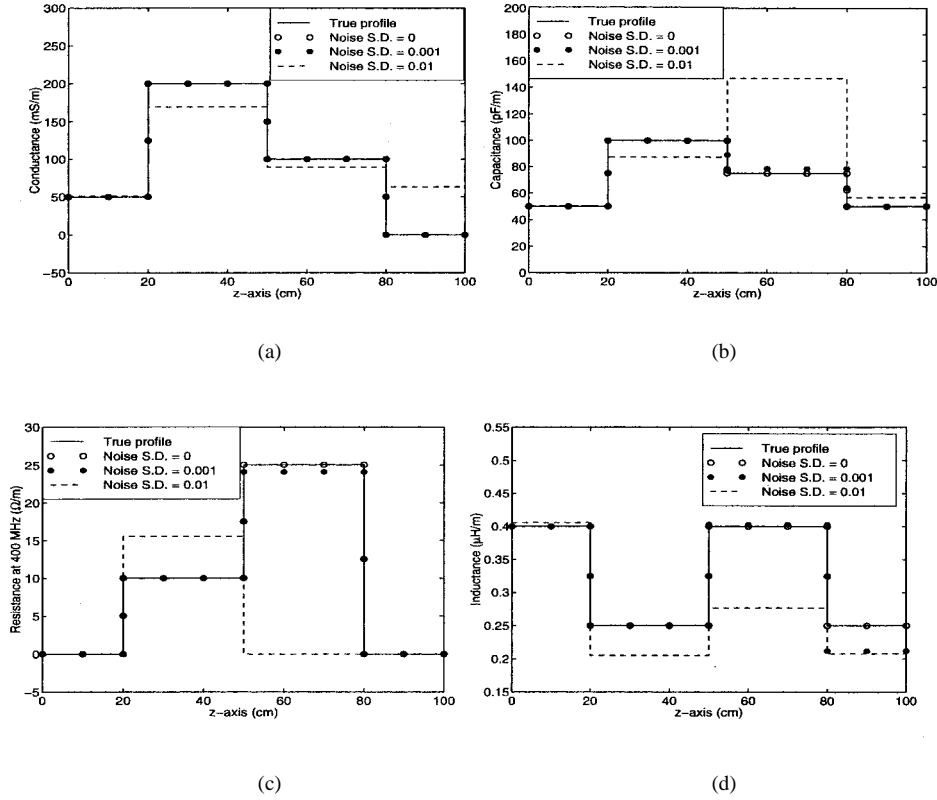 300
250
200
150
100
50
0
−50
Conductance (mS/m)
True profile
Noise S.D. = 0
Noise S.D. = 0.001
Noise S.D. = 0.01
0 20 40 60 80 100
z−axis (cm)
(a)
200
180
160
140
120
100
80
60
40
20
0
Capacitance (pF/m)
True profile
Noise S.D. = 0
Noise S.D. = 0.001
Noise S.D. = 0.01
0 20 40 60 80 100
z−axis (cm)
(b)
30
25
20
15
10
5
0
−5
Resistance at 400 MHz (Ω/m)
True profile
Noise S.D. = 0
Noise S.D. = 0.001
Noise S.D. = 0.01
0 20 40 60 80 100
z−axis (cm)
(c)
0.55
0.5
0.45
0.4
0.35
0.3
0.25
0.2
0.15
Inductance (μH/m)
True profile
Noise S.D. = 0
Noise S.D. = 0.001
Noise S.D. = 0.01
0 20 40 60 80 100
z−axis (cm)
(d)